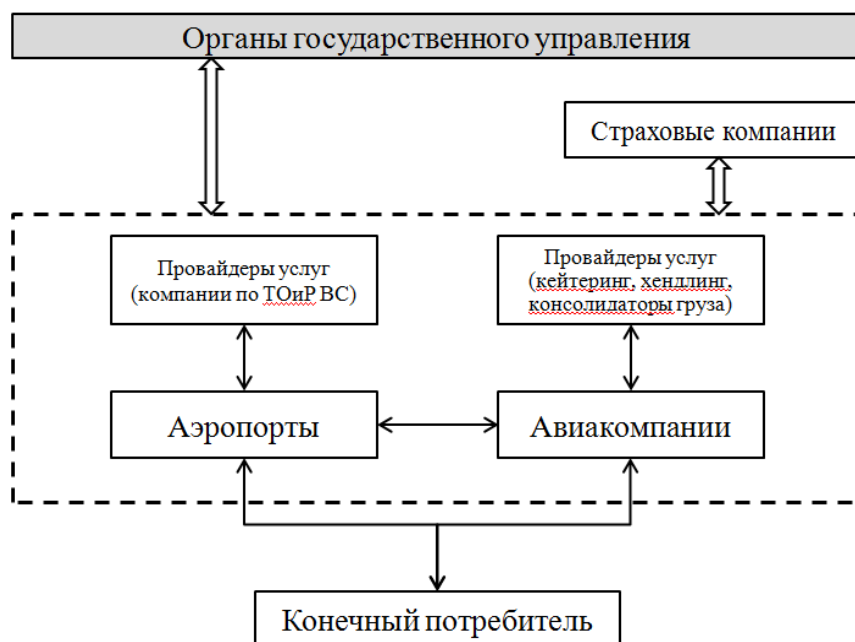 Органы государственного управления
Страховые компании
Провайдеры услуг
(компании по ТОиР ВС)
Провайдеры услуг
(кейтеринг, хендлинг,
консолидаторы груза)
Аэропорты
Авиакомпании
Конечный потребитель